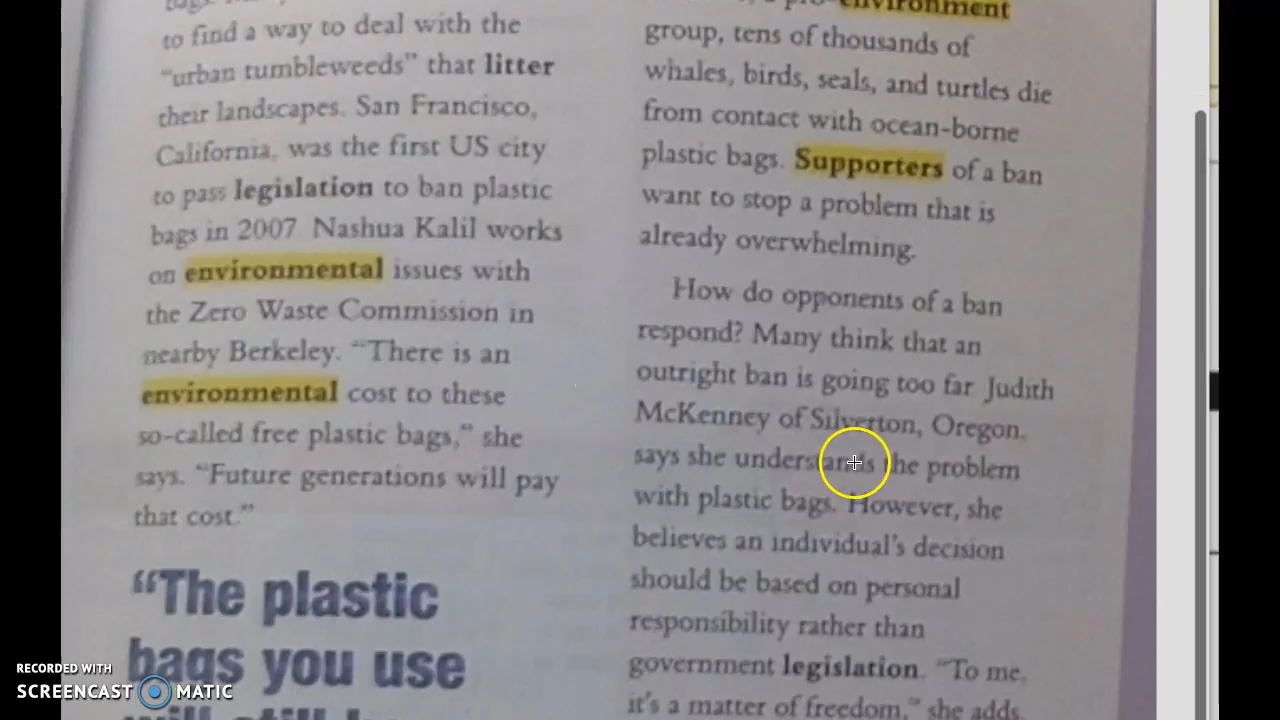 bags.
to find a way to deal with the
“urban tumbleweeds” that litter
their landscapes. San Francisco,
California, was the first US city
to pass legislation to ban plastic
bags in 2007. Nashua Kalil works
on environmental issues with
the Zero Waste Commission in
nearby Berkeley. “There is an
environmental cost to these
so-called free plastic bags,” she
says. “Future generations will pay
that cost.”
“The plastic
bags you use
will still be
environment
group, tens of thousands of
whales, birds, seals, and turtles die
from contact with ocean-borne
plastic bags. Supporters of a ban
want to stop a problem that is
already overwhelming.
How do opponents of a ban
respond? Many think that an
outright ban is going too far. Judith
McKenney of Silverton, Oregon,
says she understands the problem
with plastic bags. However, she
believes an individual’s decision
should be based on personal
responsibility rather than
government legislation. “To me,
it’s a matter of freedom,” she adds.
RECORDED WITH
SCREENCAST MATIC